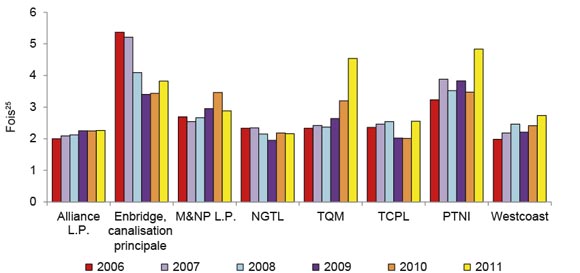 6
5
4
3
2
1
0
Fois25
Alliance L.P.
Enbridge, canalisation principale
M&NP L.P.
NGTL
TQM
TCPL
PTNI
Westcoast
2006
2007
2008
2009
2010
2011